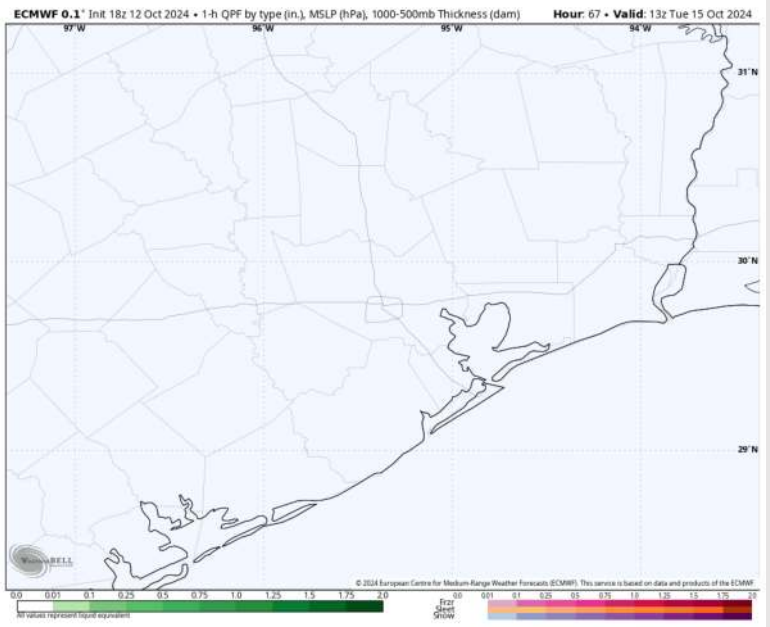 ECMWF 0.1° Init 18z 12 Oct 2024 • 1-h QPF by type (in.), MSLP (hPa), 1000-500mb Thickness (dam) Hour: 67 • Valid: 13z Tue 15 Oct 2024
97°W 96°W 95°W 94°W
31°N
30°N
29°N
WeatherBELL
© 2024 European Centre for Medium-Range Weather Forecasts (ECMWF). This service is based on data and products of the ECMWF
0.0 0.01 0.1 0.25 0.5 0.75 1.0 1.25 1.5 1.75 2.0 0.0 0.01 0.1 0.25 0.5 0.75 1.0 1.25 1.5 1.75 2.0
Frzr
Sleet
Snow
All values represent liquid equivalent